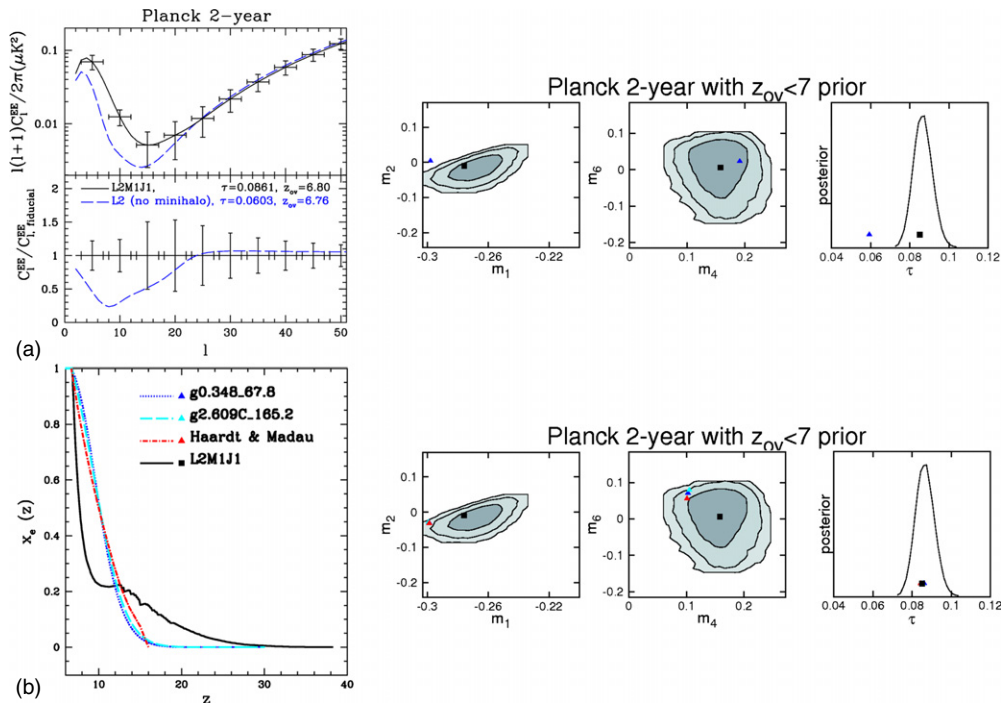 Planck 2-year
l(l+1)C_l^EE/2π(μK²)
0.1
0.01
L2M1J1, τ=0.0861, z_ov=6.80
L2 (no minihalo), τ=0.0603, z_ov=6.76
C_l^EE/C_l, fiducial^EE
2
1.5
1
0.5
0
0 10 20 30 40 50
l
(a)
Planck 2-year with z_ov<7 prior
m_2
0.1
0
-0.1
-0.2
-0.3 -0.26 -0.22
m_1
m_6
0.1
0
-0.1
-0.2
0 0.1 0.2
m_4
posterior
0.04 0.06 0.08 0.1 0.12
τ
g0.348_67.8
g2.609C_165.2
Haardt & Madau
L2M1J1
x_e (z)
1
0.8
0.6
0.4
0.2
0
10 20 30 40
z
(b)
Planck 2-year with z_ov<7 prior
m_2
0.1
0
-0.1
-0.2
-0.3 -0.26 -0.22
m_1
m_6
0.1
0
-0.1
-0.2
0 0.1 0.2
m_4
posterior
0.04 0.06 0.08 0.1 0.12
τ